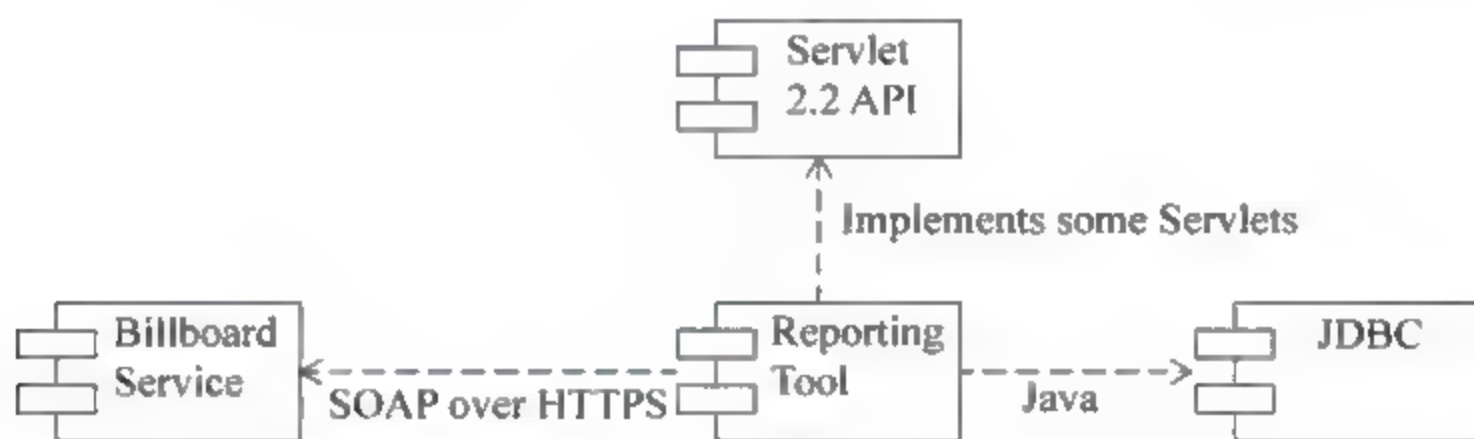 Servlet
2.2 API
Implements some Servlets
Billboard
Service
SOAP over HTTPS
Reporting
Tool
Java
JDBC